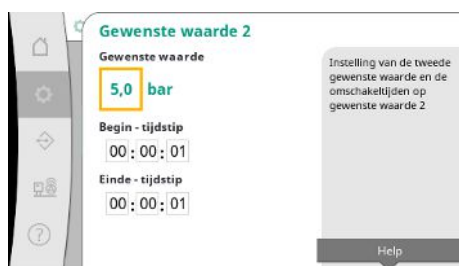 Gewenste waarde 2
Gewenste waarde
5,0 bar
Begin - tijdstip
00 : 00 : 01
Einde - tijdstip
00 : 00 : 01
Instelling van de tweede
gewenste waarde en de
omschakeltijden op
gewenste waarde 2
Help